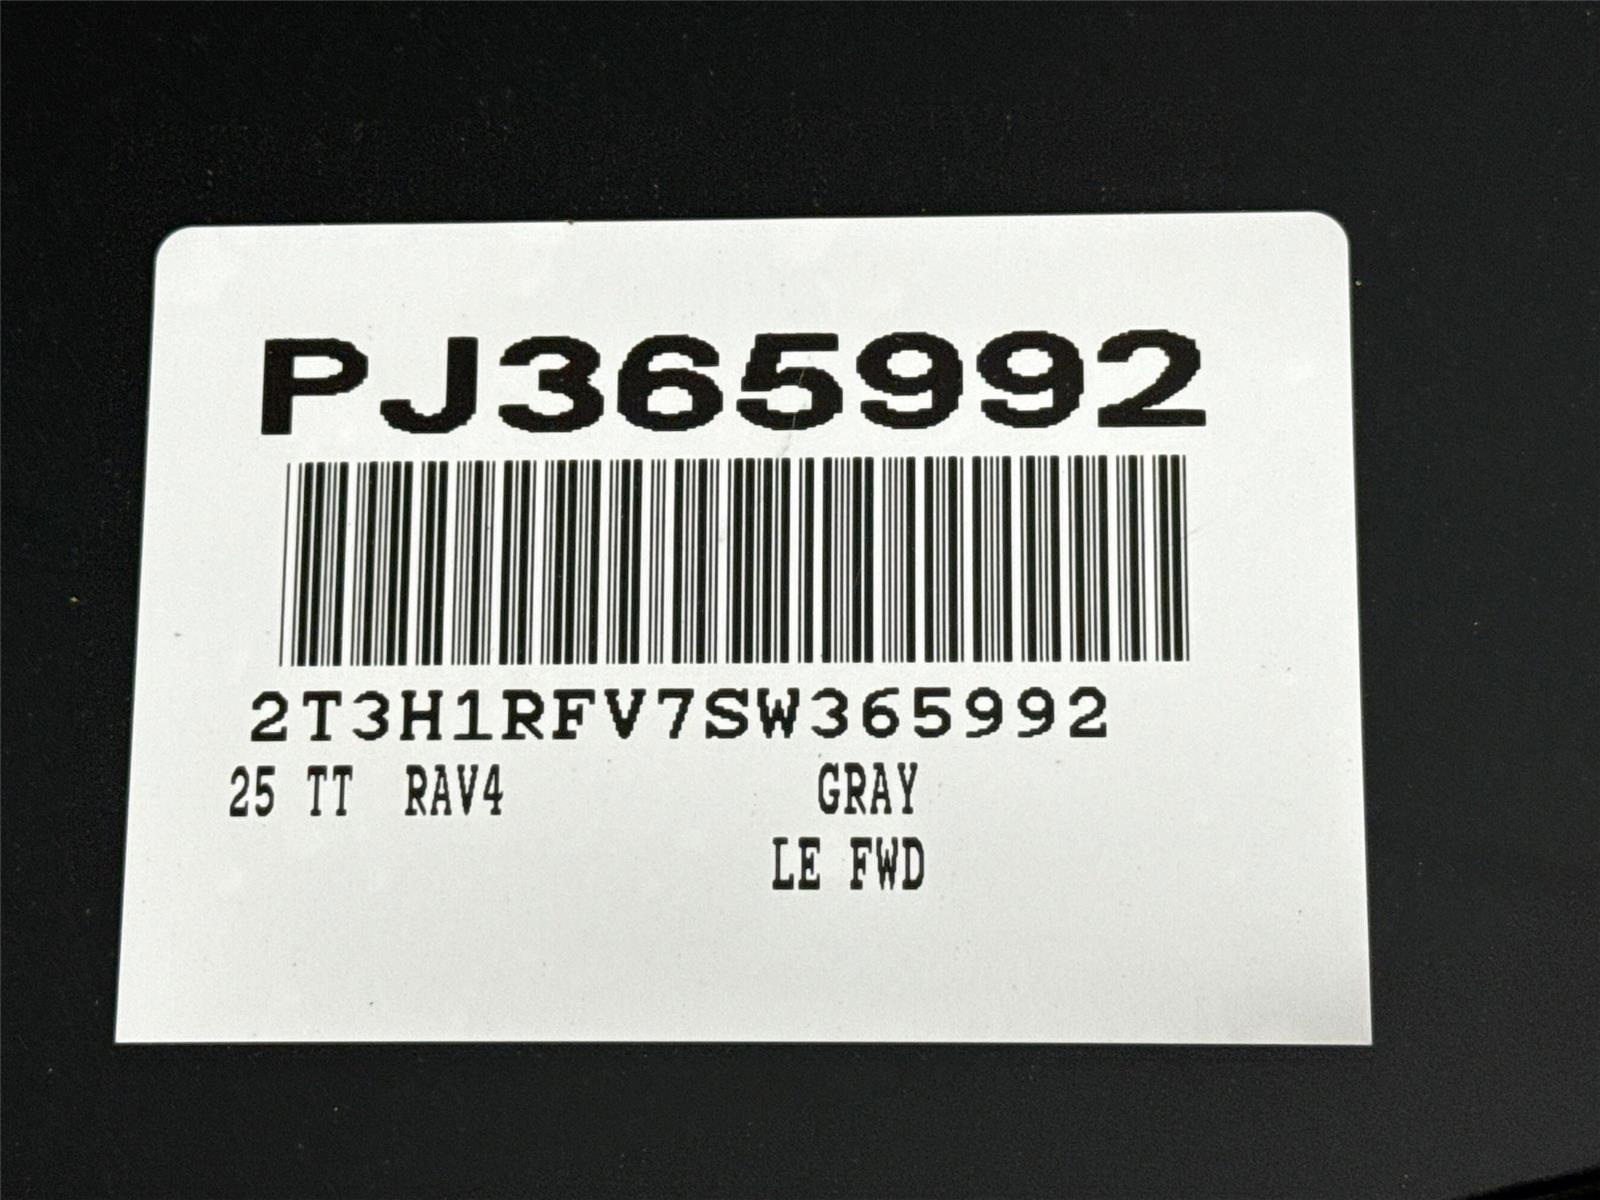 PJ365992
2T3H1RFV7SW365992
25 TT RAV4 GRAY
LE FWD